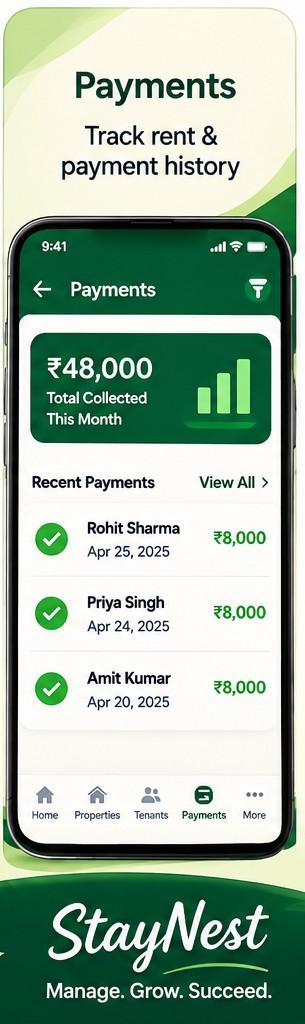 Payments
Track rent &
payment history
9:41
Payments
₹48,000
Total Collected
This Month
Recent Payments
View All >
Rohit Sharma
Apr 25, 2025
₹8,000
Priya Singh
Apr 24, 2025
₹8,000
Amit Kumar
Apr 20, 2025
₹8,000
Home
Properties
Tenants
Payments
More
StayNest
Manage. Grow. Succeed.